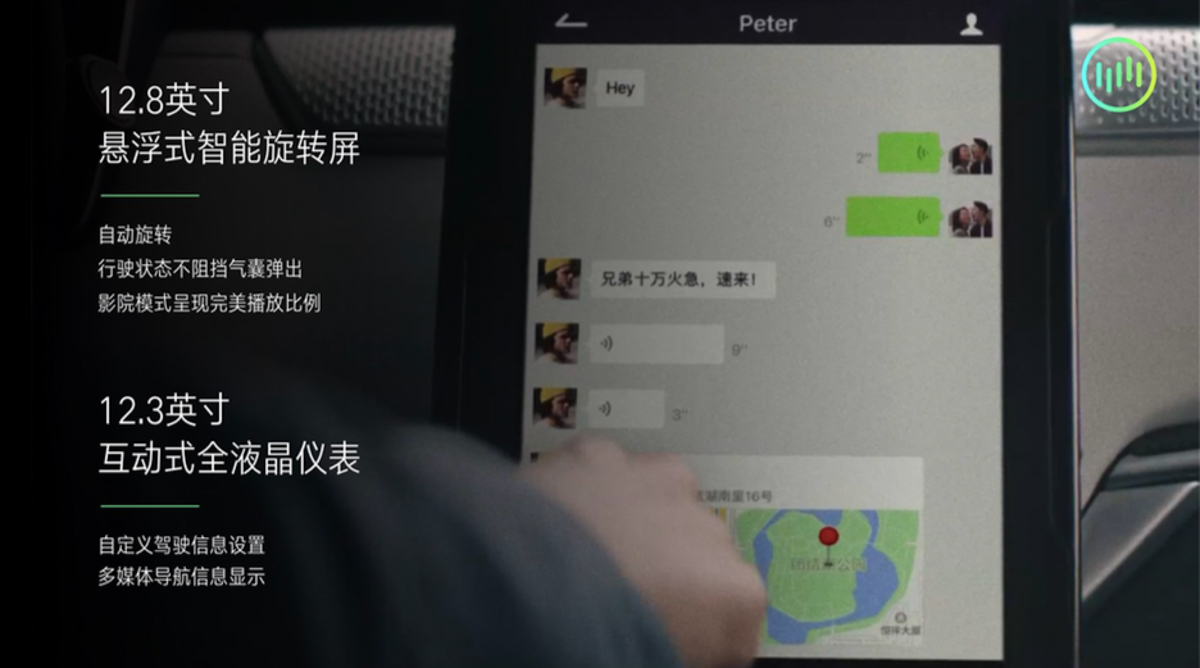 12.8英寸
悬浮式智能旋转屏
自动旋转
行驶状态不阻挡气囊弹出
影院模式呈现完美播放比例
12.3英寸
互动式全液晶仪表
自定义驾驶信息设置
多媒体导航信息显示
Peter
Hey
2"
6"
兄弟十万火急，速来！
9"
3"
湖南里16号
公园
恒祥大厦